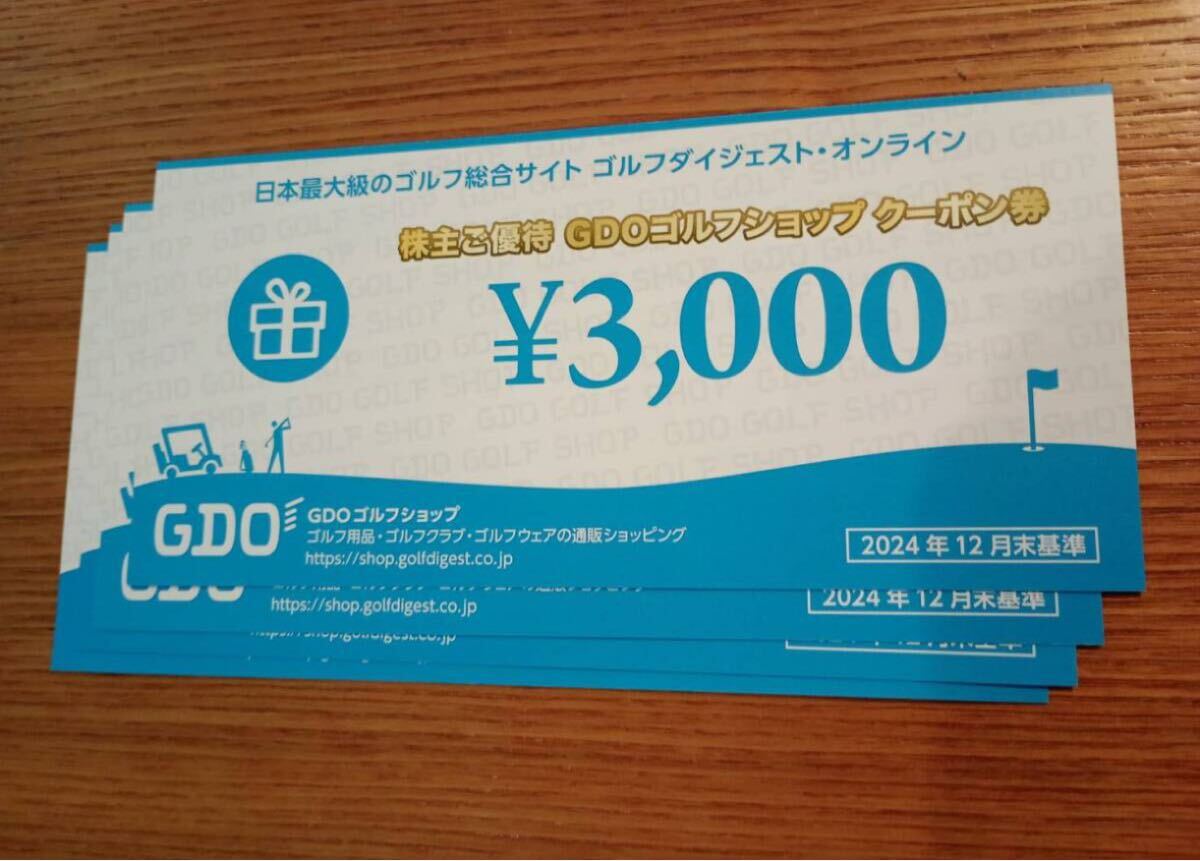 日本最大級のゴルフ総合サイト ゴルフダイジェスト・オンライン
株主ご優待 GDOゴルフショップ クーポン券
¥3,000
GDO
GDOゴルフショップ
ゴルフ用品・ゴルフクラブ・ゴルフウェアの通販ショッピング
https://shop.golfdigest.co.jp
2024年12月末基準
https://shop.golfdigest.co.jp
2024年12月末基準